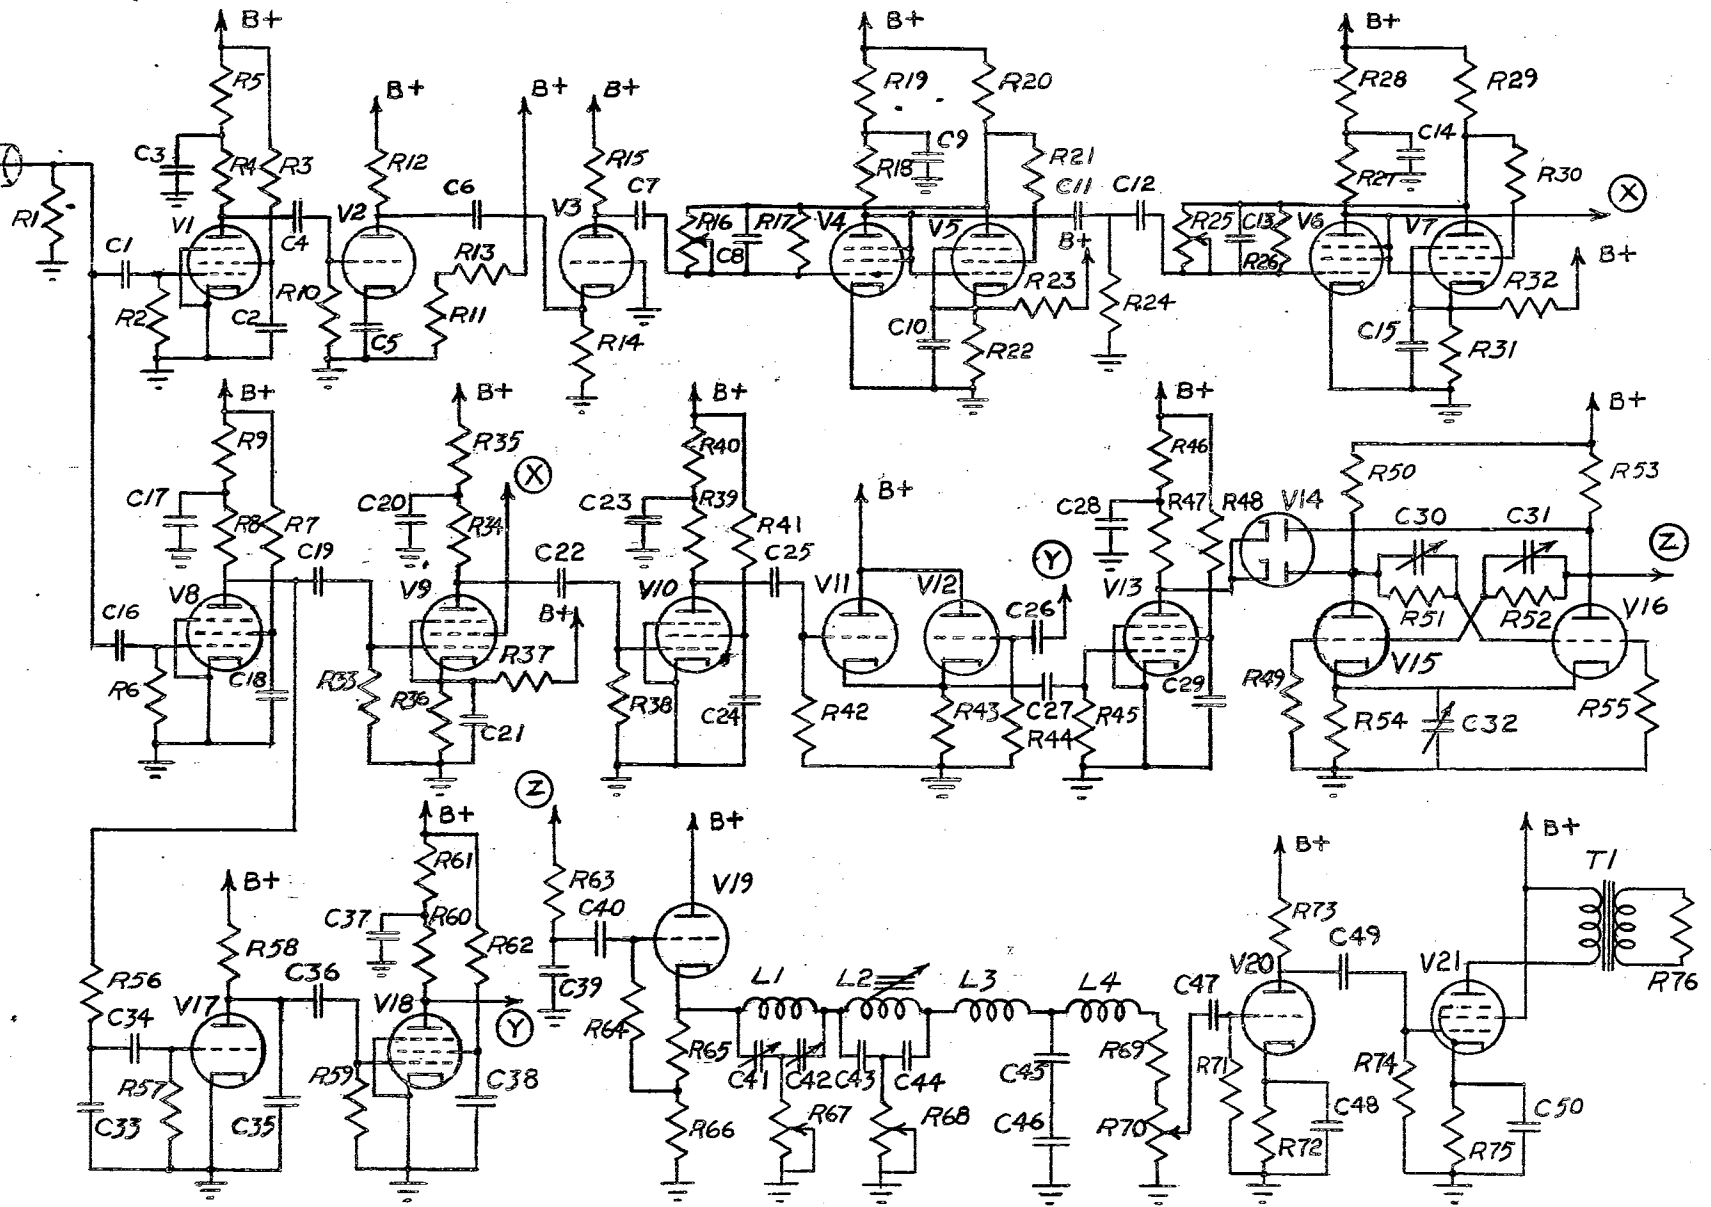 B+ B+ B+
R5 R19 R20 R28 R29
B+ B+ B+
C3 R4 R3 R12 R15 C9 C14
R18 R21 R27 R30 X
R1 V1 C4 V2 C6 V3 C7 R16 R17 V4 V5 C11 C12 R25 C13 V6 V7
C1 R13 C8 B+ R26 B+
R2 R10 C2 C5 R11 R14 C10 R23 R22 R24 C15 R32 R31
B+ B+ B+ B+ B+
R9 R35 X R40 B+ R46 R50 R53
C17 R8 R7 C20 R34 C23 R39 R41 C28 R47 R48 V14 C30 C31 Z
C19 C22 C25 Y
V8 V9 B+ V10 V11 V12 C26 V13 R51 R52 V16
C16 V15
R6 C18 R33 R36 R37 R38 C24 R42 R43 C27 R45 C29 R49 R54 C32 R55
C21 R44
Z
B+ B+ B+ B+
R61 T1
B+ R63 V19 R73
C37 R60 C40
R58 R62 C49
R56 C36 C39 L1 L2 L3 L4 C47 V20 V21 R76
V17 V18 Y R64
C34 R65 R69
R57 R59 C38 C41 C42 C43 C44 C45 R71 R74
C33 C35 R66 R67 R68 C46 R70 C48 C50
R72 R75